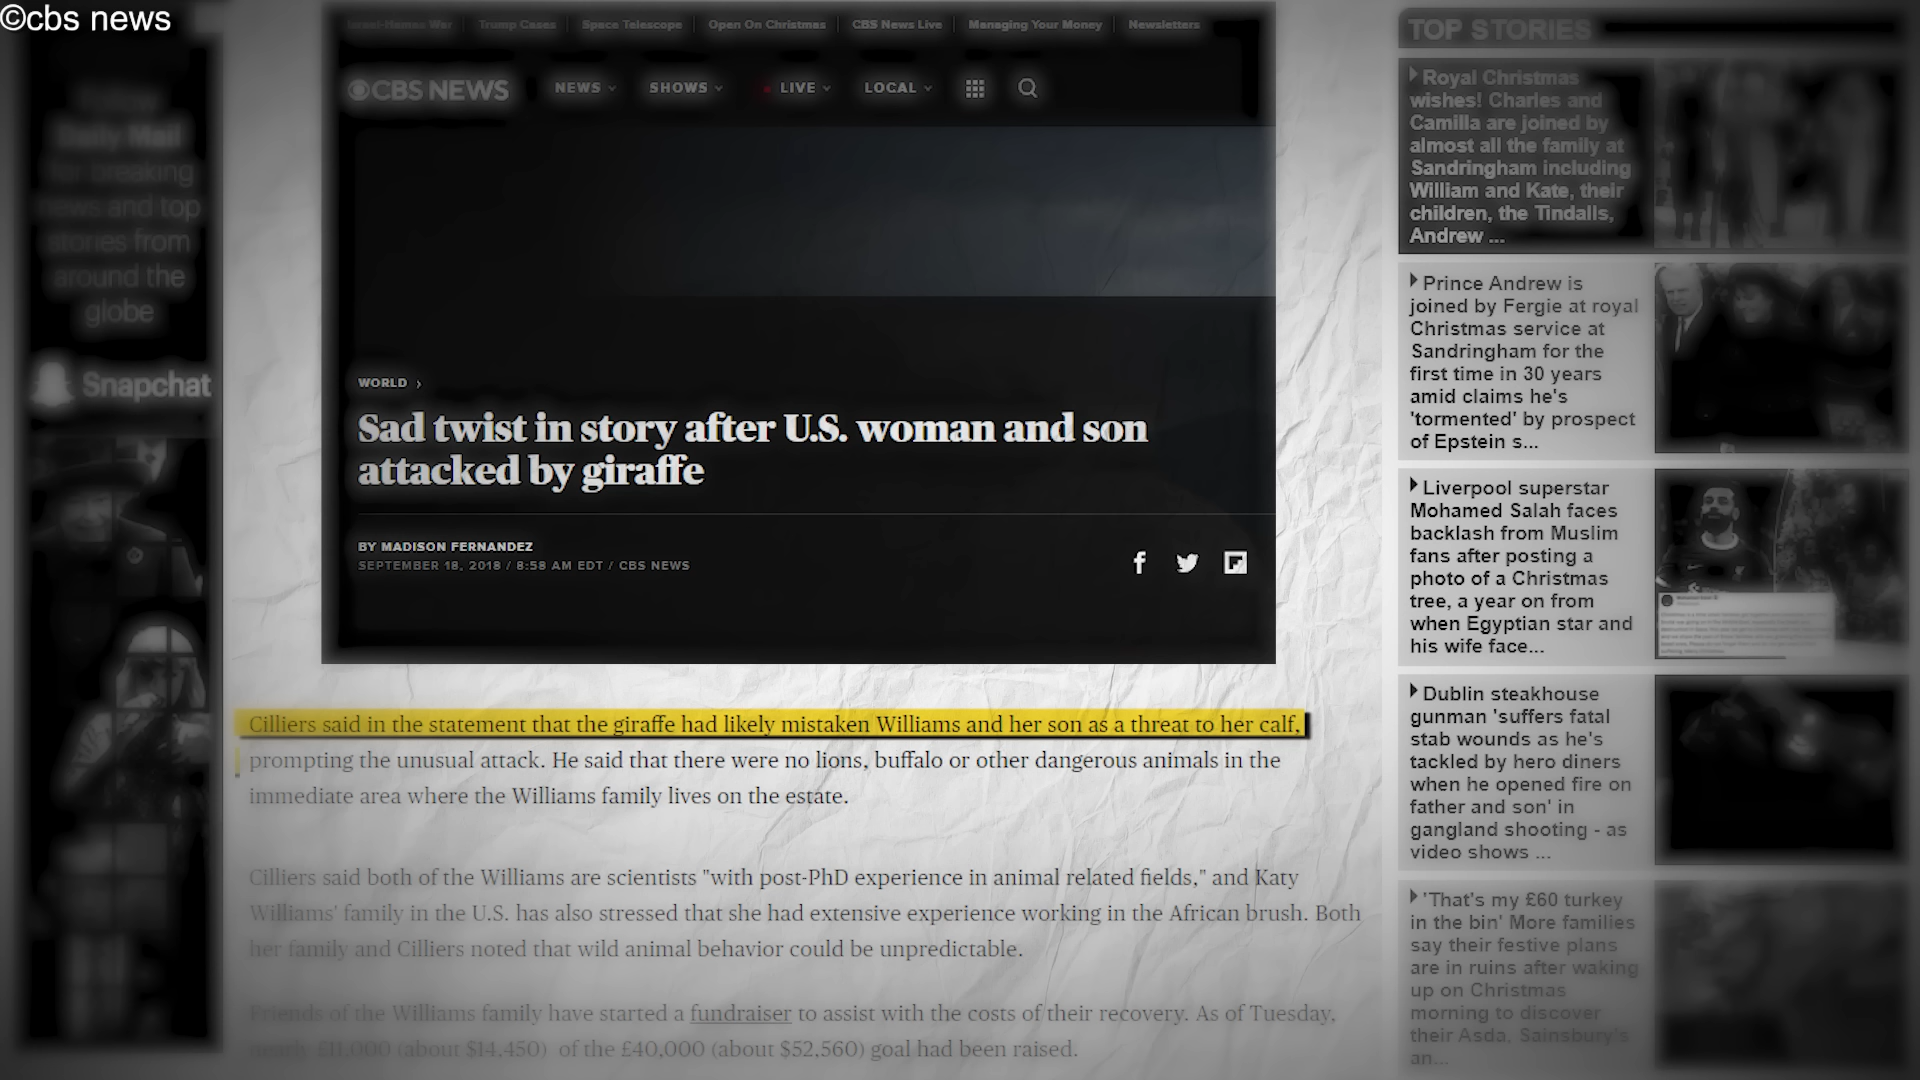 ©cbs news
Israel-Hamas War Trump Cases Space Telescope Open On Christmas CBS News Live Managing Your Money Newsletters
CBS NEWS NEWS SHOWS LIVE LOCAL
Daily Mail
for breaking
news and top
stories from
around the
globe
Snapchat
WORLD ›
Sad twist in story after U.S. woman and son
attacked by giraffe
BY MADISON FERNANDEZ
SEPTEMBER 18, 2018 / 8:58 AM EDT / CBS NEWS
Cilliers said in the statement that the giraffe had likely mistaken Williams and her son as a threat to her calf,
prompting the unusual attack. He said that there were no lions, buffalo or other dangerous animals in the
immediate area where the Williams family lives on the estate.
Cilliers said both of the Williams are scientists "with post-PhD experience in animal related fields," and Katy
Williams' family in the U.S. has also stressed that she had extensive experience working in the African brush. Both
her family and Cilliers noted that wild animal behavior could be unpredictable.
Friends of the Williams family have started a fundraiser to assist with the costs of their recovery. As of Tuesday,
nearly £11,000 (about $14,450) of the £40,000 (about $52,560) goal had been raised.
TOP STORIES
Royal Christmas
wishes! Charles and
Camilla are joined by
almost all the family at
Sandringham including
William and Kate, their
children, the Tindalls,
Andrew ...
Prince Andrew is
joined by Fergie at royal
Christmas service at
Sandringham for the
first time in 30 years
amid claims he's
'tormented' by prospect
of Epstein s...
Liverpool superstar
Mohamed Salah faces
backlash from Muslim
fans after posting a
photo of a Christmas
tree, a year on from
when Egyptian star and
his wife face...
Dublin steakhouse
gunman 'suffers fatal
stab wounds as he's
tackled by hero diners
when he opened fire on
father and son' in
gangland shooting - as
video shows ...
'That's my £60 turkey
in the bin' More families
say their festive plans
are in ruins after waking
up on Christmas
morning to discover
their Asda, Sainsbury's
an...